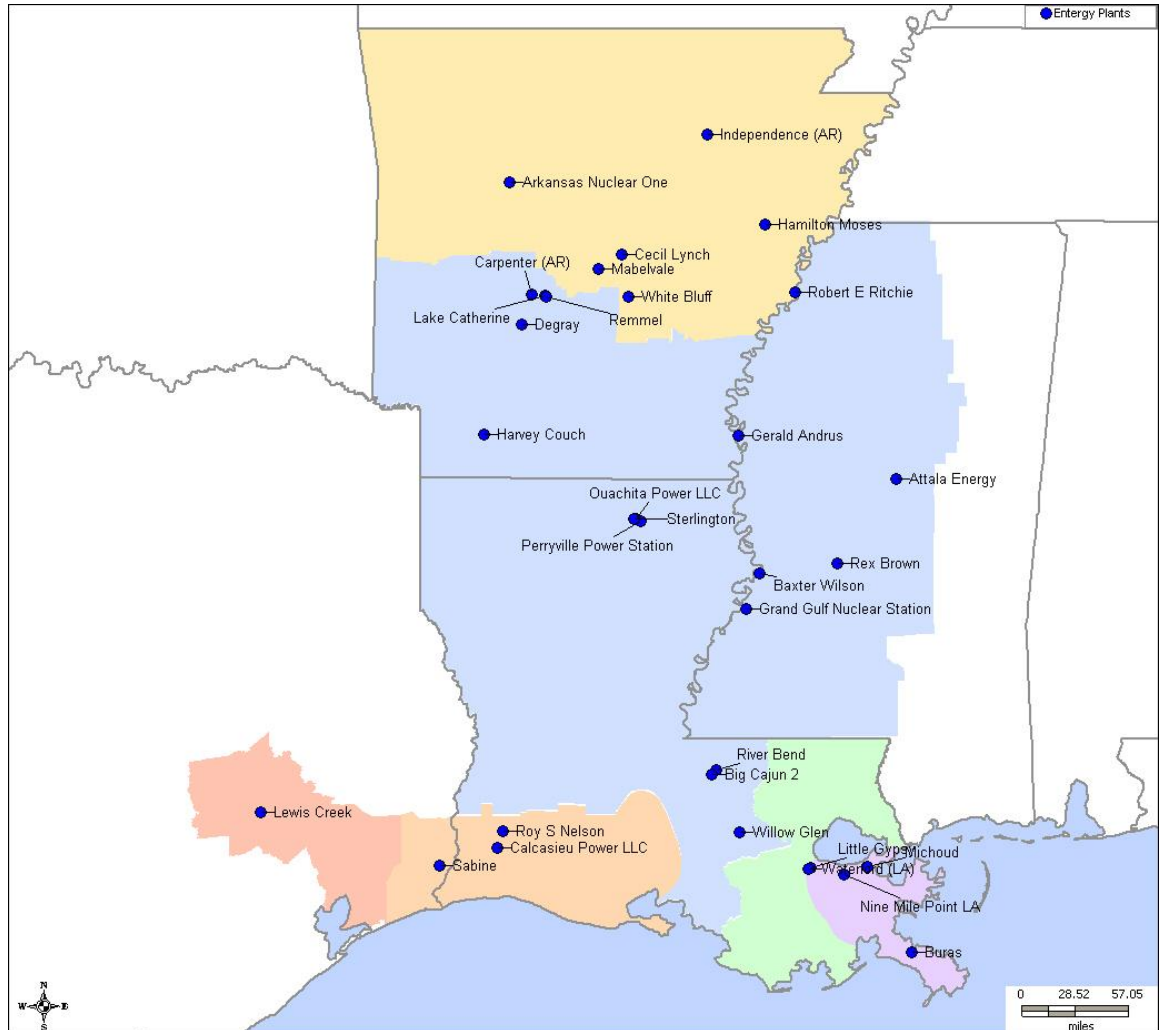 Entergy Plants
Independence (AR)
Arkansas Nuclear One
Hamilton Moses
Cecil Lynch
Carpenter (AR)
Mabelvale
Robert E Ritchie
White Bluff
Lake Catherine
Remmel
Degray
Harvey Couch
Gerald Andrus
Attala Energy
Ouachita Power LLC
Sterlington
Perryville Power Station
Rex Brown
Baxter Wilson
Grand Gulf Nuclear Station
River Bend
Big Cajun 2
Lewis Creek
Roy S Nelson
Willow Glen
Calcasieu Power LLC
Little Gypsy
Michoud
Sabine
Waterford (LA)
Nine Mile Point LA
Buras
N
W E
S
0 28.52 57.05
miles